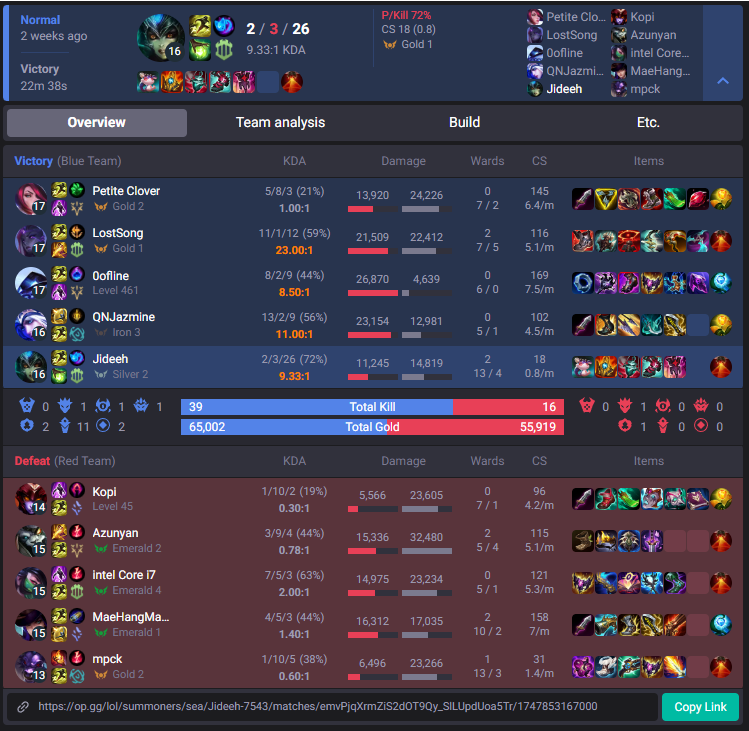 Normal
2 weeks ago
Victory
22m 38s
16
2 / 3 / 26
9.33:1 KDA
P/Kill 72%
CS 18 (0.8)
Gold 1
Petite Clo... Kopi
LostSong Azunyan
0ofline intel Core...
QNJazmi... MaeHang...
Jideeh mpck
Overview Team analysis Build Etc.
Victory (Blue Team) KDA Damage Wards CS Items
17 Petite Clover Gold 2 5/8/3 (21%) 1.00:1 13,920 24,226 0 7 / 2 145 6.4/m
17 LostSong Gold 1 11/1/12 (59%) 23.00:1 21,509 22,412 2 7 / 5 116 5.1/m
17 0ofline Level 461 8/2/9 (44%) 8.50:1 26,870 4,639 0 6 / 0 169 7.5/m
16 QNJazmine Iron 3 13/2/9 (56%) 11.00:1 23,154 12,981 0 5 / 1 102 4.5/m
16 Jideeh Silver 2 2/3/26 (72%) 9.33:1 11,245 14,819 2 13 / 4 18 0.8/m
0 1 1 1 39 Total Kill 16 0 1 0 0
2 11 2 65,002 Total Gold 55,919 1 0 0
Defeat (Red Team) KDA Damage Wards CS Items
14 Kopi Level 45 1/10/2 (19%) 0.30:1 5,566 23,605 0 7 / 1 96 4.2/m
15 Azunyan Emerald 2 3/9/4 (44%) 0.78:1 15,336 32,480 2 5 / 4 115 5.1/m
15 intel Core i7 Emerald 4 7/5/3 (63%) 2.00:1 14,975 23,234 0 5 / 1 121 5.3/m
15 MaeHangMa... Emerald 1 4/5/3 (44%) 1.40:1 16,312 17,035 2 10 / 2 158 7/m
13 mpck Gold 2 1/10/5 (38%) 0.60:1 6,496 23,266 1 13 / 3 31 1.4/m
https://op.gg/lol/summoners/sea/Jideeh-7543/matches/emvPjqXrmZiS2dOT9Qy_SlLUpdUoa5Tr/1747853167000 Copy Link